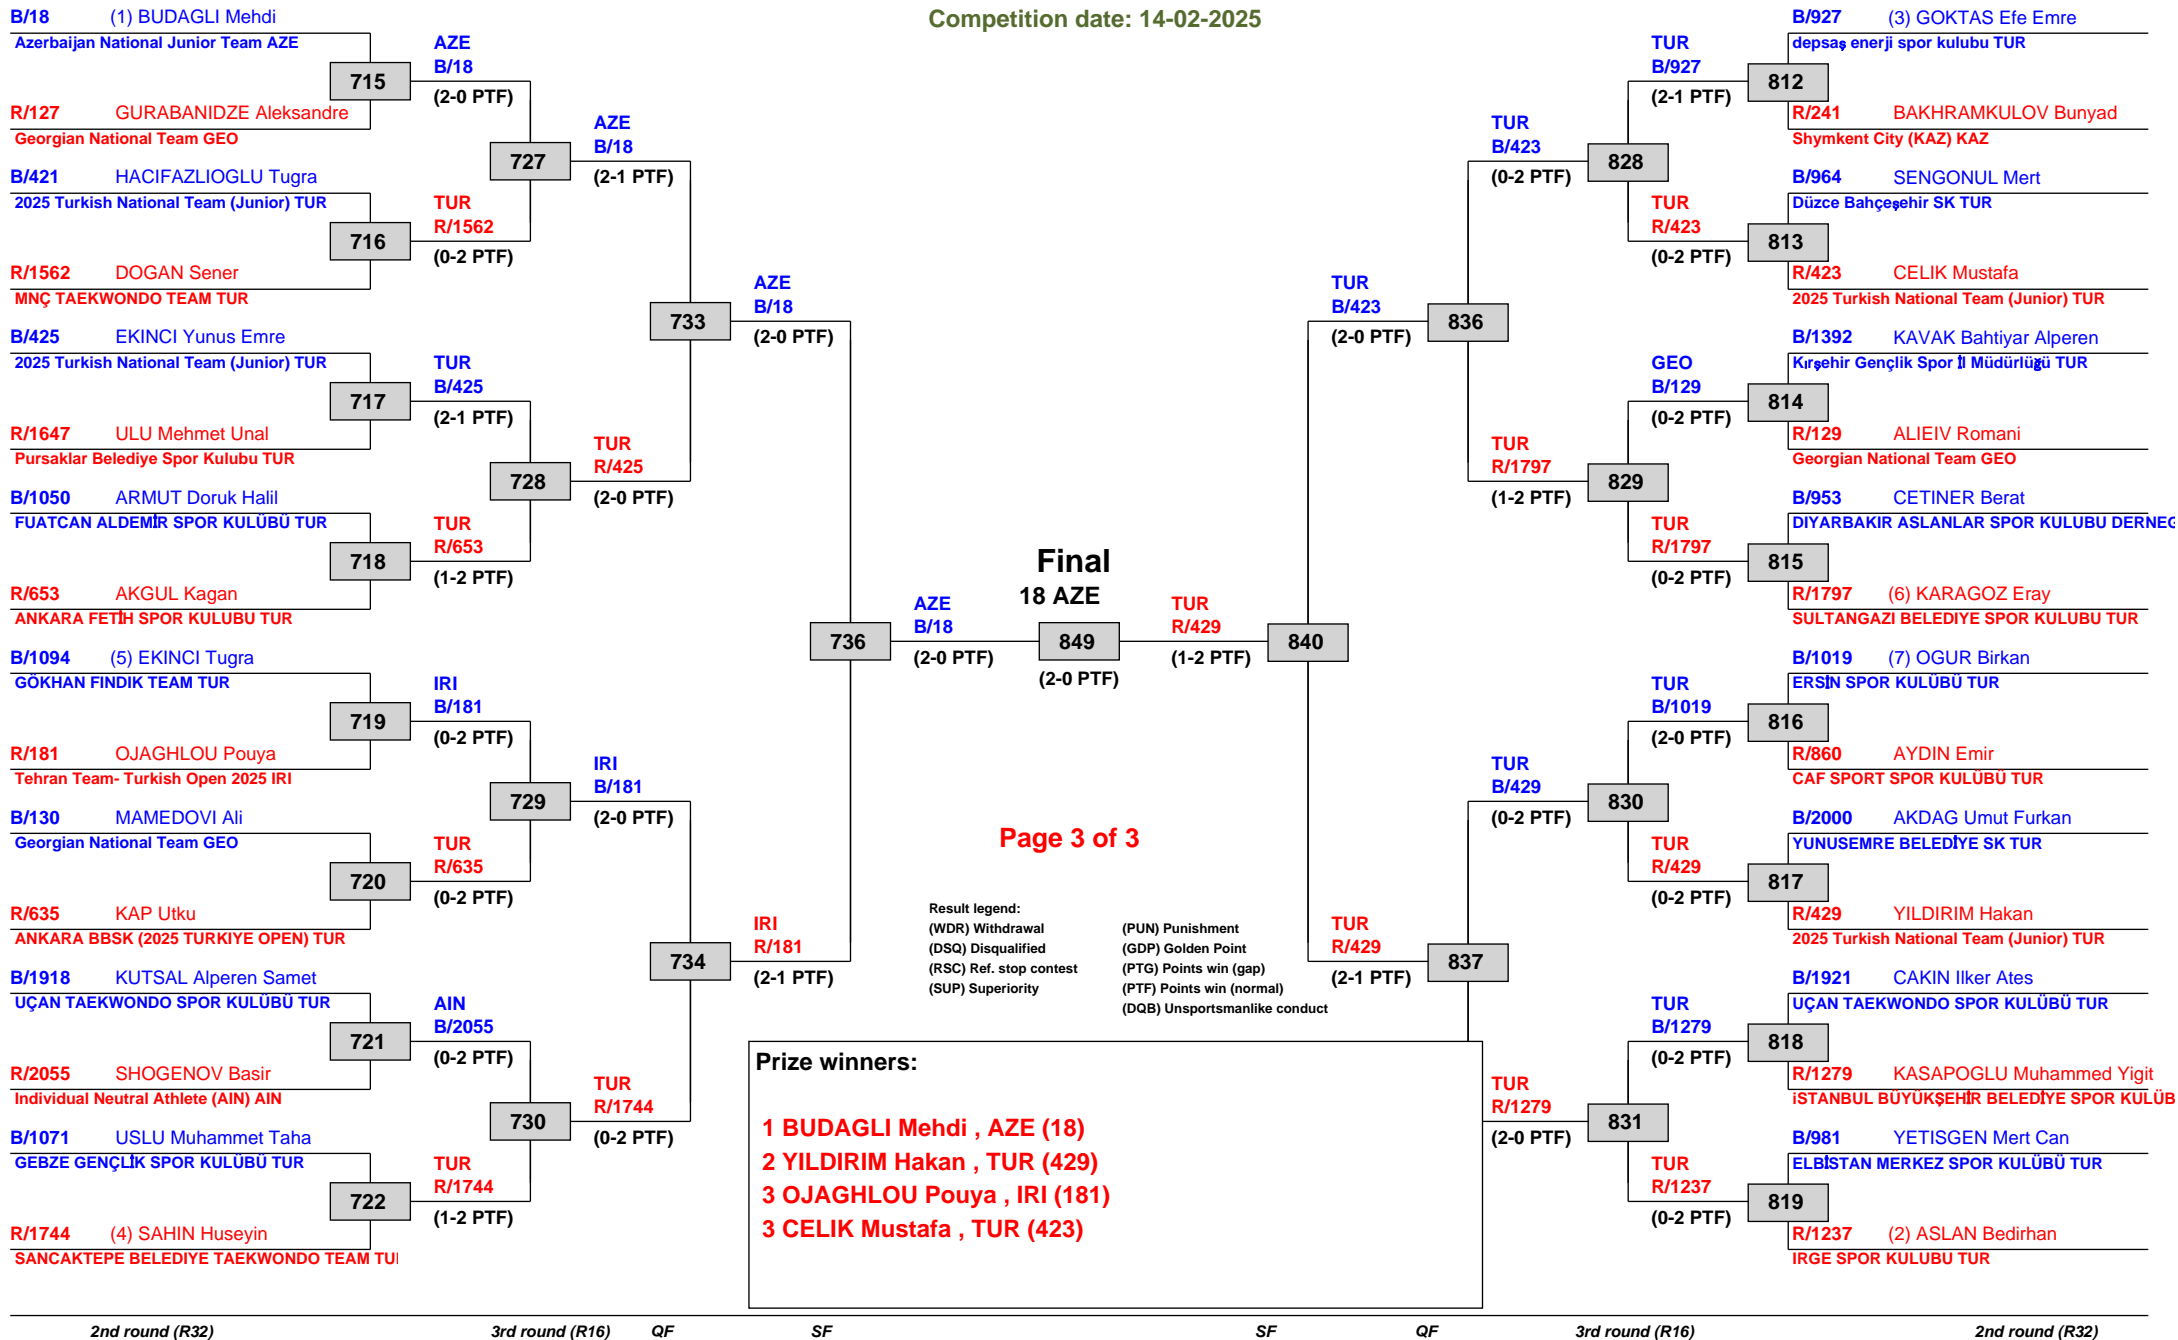 Competition date: 14-02-2025
B/18 (1) BUDAGLI Mehdi
Azerbaijan National Junior Team AZE
715
R/127 GURABANIDZE Aleksandre
Georgian National Team GEO
B/421 HACIFAZLIOGLU Tugra
2025 Turkish National Team (Junior) TUR
716
R/1562 DOGAN Sener
MNÇ TAEKWONDO TEAM TUR
B/425 EKINCI Yunus Emre
2025 Turkish National Team (Junior) TUR
717
R/1647 ULU Mehmet Unal
Pursaklar Belediye Spor Kulubu TUR
B/1050 ARMUT Doruk Halil
FUATCAN ALDEMİR SPOR KULÜBÜ TUR
718
R/653 AKGUL Kagan
ANKARA FETİH SPOR KULUBU TUR
B/1094 (5) EKINCI Tugra
GÖKHAN FINDIK TEAM TUR
719
R/181 OJAGHLOU Pouya
Tehran Team- Turkish Open 2025 IRI
B/130 MAMEDOVI Ali
Georgian National Team GEO
720
R/635 KAP Utku
ANKARA BBSK (2025 TURKIYE OPEN) TUR
B/1918 KUTSAL Alperen Samet
UÇAN TAEKWONDO SPOR KULÜBÜ TUR
721
R/2055 SHOGENOV Basir
Individual Neutral Athlete (AIN) AIN
B/1071 USLU Muhammet Taha
GEBZE GENÇLİK SPOR KULÜBÜ TUR
722
R/1744 (4) SAHIN Huseyin
SANCAKTEPE BELEDIYE TAEKWONDO TEAM TU
AZE
B/18
(2-0 PTF)
727
TUR
R/1562
(0-2 PTF)
TUR
B/425
(2-1 PTF)
728
TUR
R/653
(1-2 PTF)
IRI
B/181
(0-2 PTF)
729
TUR
R/635
(0-2 PTF)
AIN
B/2055
(0-2 PTF)
730
TUR
R/1744
(1-2 PTF)
AZE
B/18
(2-1 PTF)
733
TUR
R/425
(2-0 PTF)
IRI
B/181
(2-0 PTF)
734
TUR
R/1744
(0-2 PTF)
AZE
B/18
(2-0 PTF)
736
IRI
R/181
(2-1 PTF)
AZE
B/18
(2-0 PTF)
Final
18 AZE
849
(2-0 PTF)
TUR
R/429
(1-2 PTF)
840
TUR
B/423
(2-0 PTF)
836
TUR
R/429
(2-1 PTF)
837
TUR
B/423
(0-2 PTF)
828
TUR
R/1797
(1-2 PTF)
829
TUR
B/429
(0-2 PTF)
830
TUR
R/1279
(2-0 PTF)
831
TUR
B/927
(2-1 PTF)
TUR
R/423
(0-2 PTF)
GEO
B/129
(0-2 PTF)
TUR
R/1797
(0-2 PTF)
TUR
B/1019
(2-0 PTF)
TUR
R/429
(0-2 PTF)
TUR
B/1279
(0-2 PTF)
TUR
R/1237
(0-2 PTF)
B/927 (3) GOKTAS Efe Emre
depsaş enerji spor kulubu TUR
812
R/241 BAKHRAMKULOV Bunyad
Shymkent City (KAZ) KAZ
B/964 SENGONUL Mert
Düzce Bahçeşehir SK TUR
813
R/423 CELIK Mustafa
2025 Turkish National Team (Junior) TUR
B/1392 KAVAK Bahtiyar Alperen
Kırşehir Gençlik Spor İl Müdürlüğü TUR
814
R/129 ALIEIV Romani
Georgian National Team GEO
B/953 CETINER Berat
DIYARBAKIR ASLANLAR SPOR KULUBU DERNEG
815
R/1797 (6) KARAGOZ Eray
SULTANGAZI BELEDIYE SPOR KULUBU TUR
B/1019 (7) OGUR Birkan
ERSİN SPOR KULÜBÜ TUR
816
R/860 AYDIN Emir
CAF SPORT SPOR KULÜBÜ TUR
B/2000 AKDAG Umut Furkan
YUNUSEMRE BELEDİYE SK TUR
817
R/429 YILDIRIM Hakan
2025 Turkish National Team (Junior) TUR
B/1921 CAKIN Ilker Ates
UÇAN TAEKWONDO SPOR KULÜBÜ TUR
818
R/1279 KASAPOGLU Muhammed Yigit
iSTANBUL BÜYÜKŞEHİR BELEDİYE SPOR KULÜB
B/981 YETISGEN Mert Can
ELBİSTAN MERKEZ SPOR KULÜBÜ TUR
819
R/1237 (2) ASLAN Bedirhan
IRGE SPOR KULUBU TUR
Page 3 of 3
Result legend:
(WDR) Withdrawal (PUN) Punishment
(DSQ) Disqualified (GDP) Golden Point
(RSC) Ref. stop contest (PTG) Points win (gap)
(SUP) Superiority (PTF) Points win (normal)
(DQB) Unsportsmanlike conduct
Prize winners:
1 BUDAGLI Mehdi , AZE (18)
2 YILDIRIM Hakan , TUR (429)
3 OJAGHLOU Pouya , IRI (181)
3 CELIK Mustafa , TUR (423)
2nd round (R32) 3rd round (R16) QF SF SF QF 3rd round (R16) 2nd round (R32)